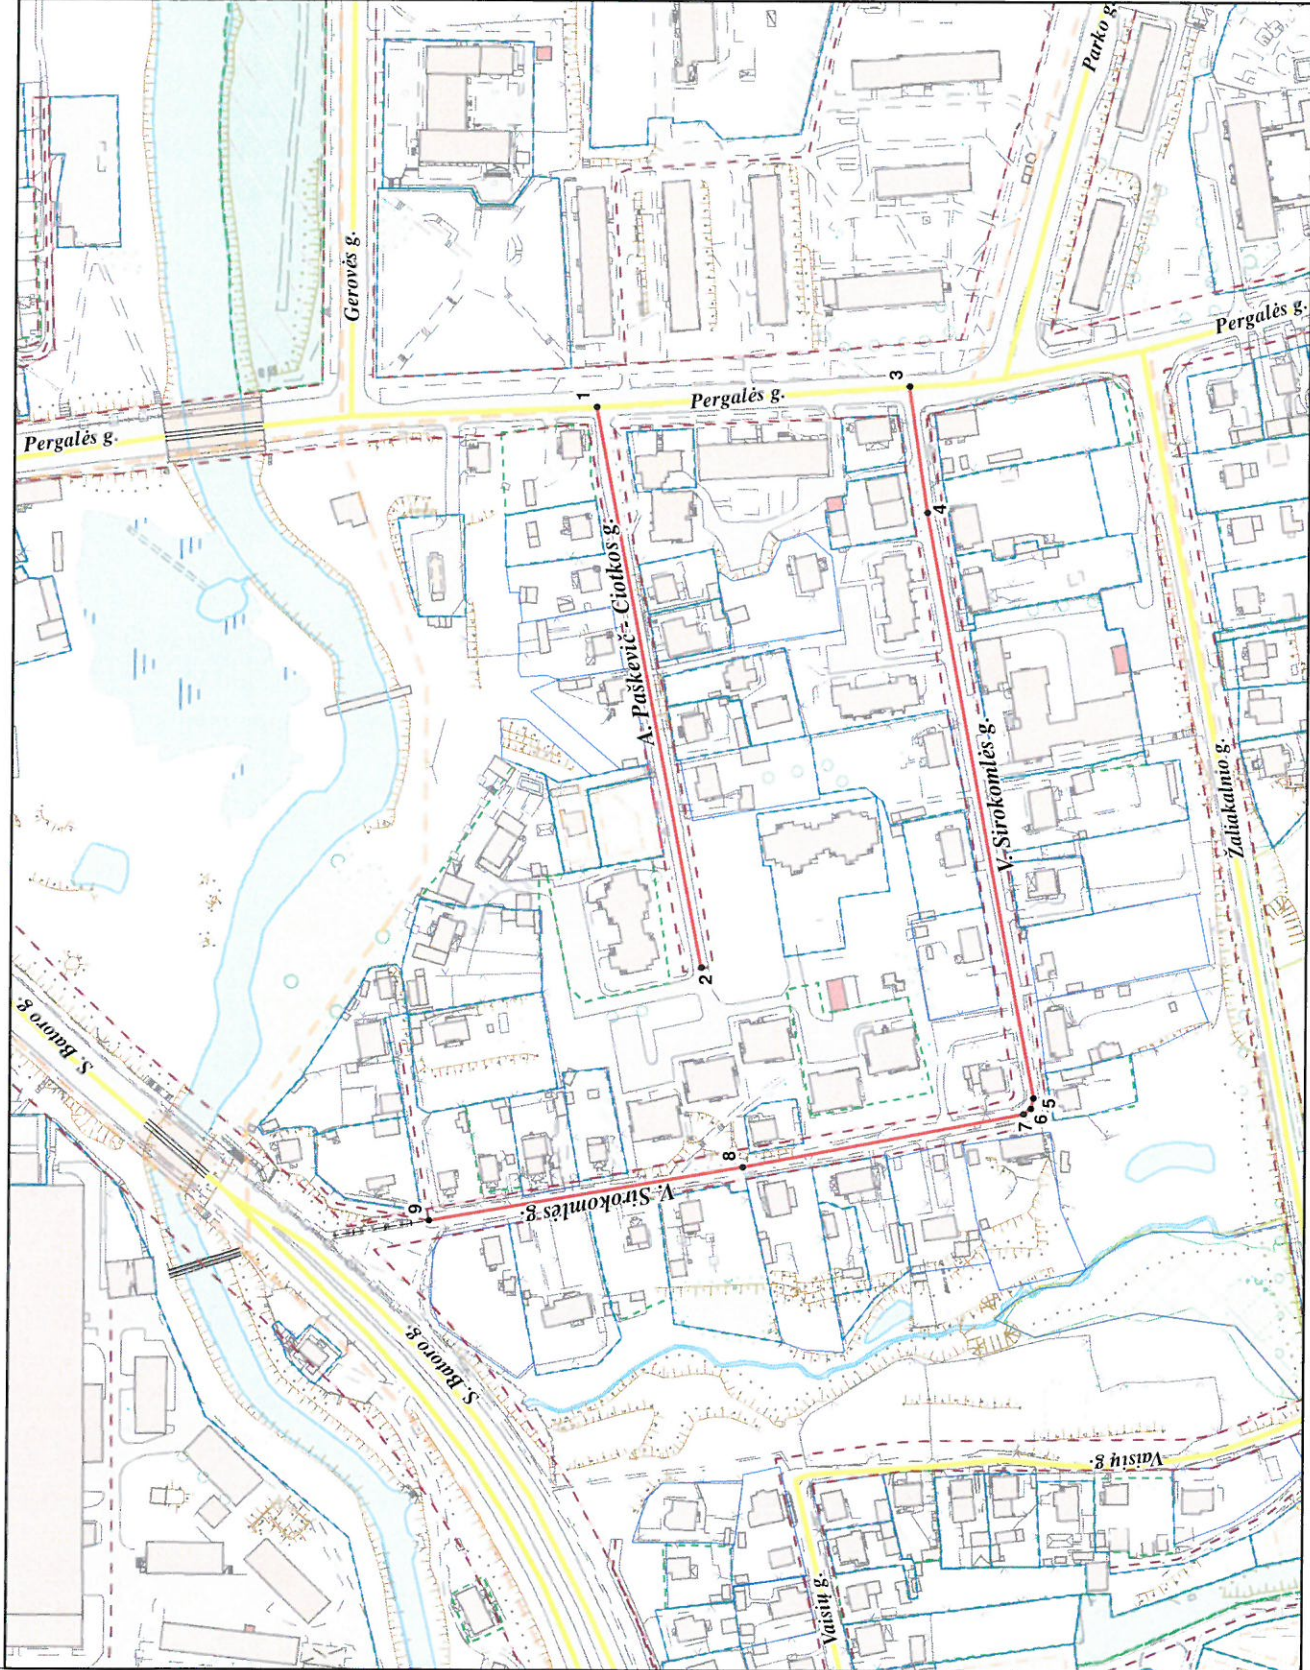 Parko g.
Gerovės g.
Pergalės g.
Pergalės g.
1
Pergalės g.
3
4
A. Paškevič - Ciotkos g.
V. Sirokomlės g.
Žaliakalnio g.
2
S. Batoro g.
5
6
7
8
9
V. Sirokomlės g.
S. Batoro g.
Vaisių g.
Vaisių g.